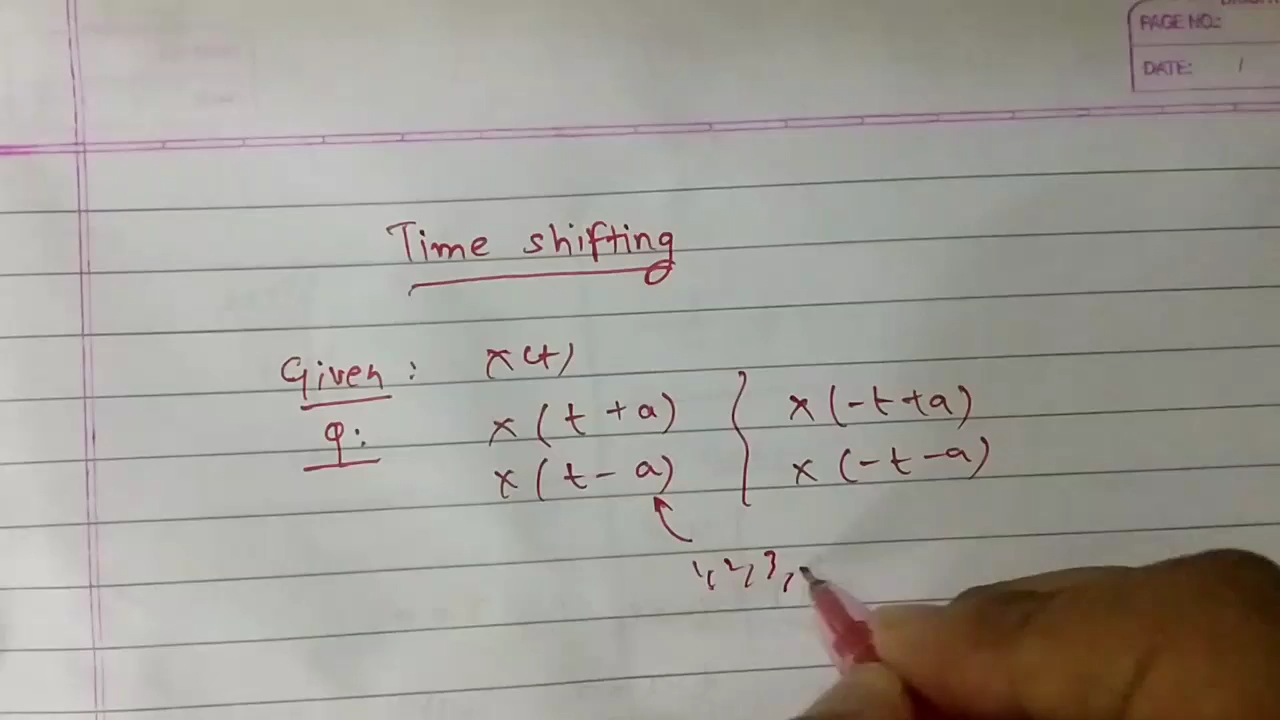 PAGE NO.:
DATE: /
Time shifting
Given: x(t)
q: x(t+a) x(-t+a)
x(t-a) x(-t-a)
1, 2, 3,